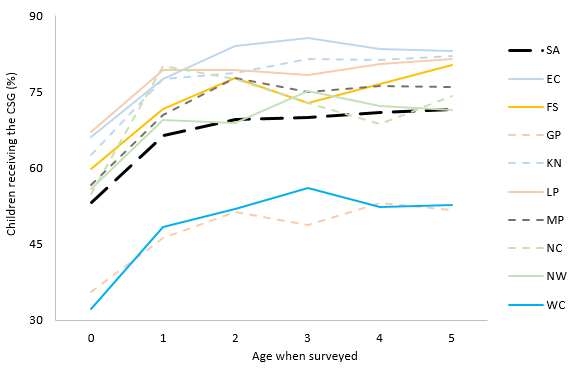 90
75
60
45
30
Children receiving the CSG (%)
0 1 2 3 4 5
Age when surveyed
SA
EC
FS
GP
KN
LP
MP
NC
NW
WC